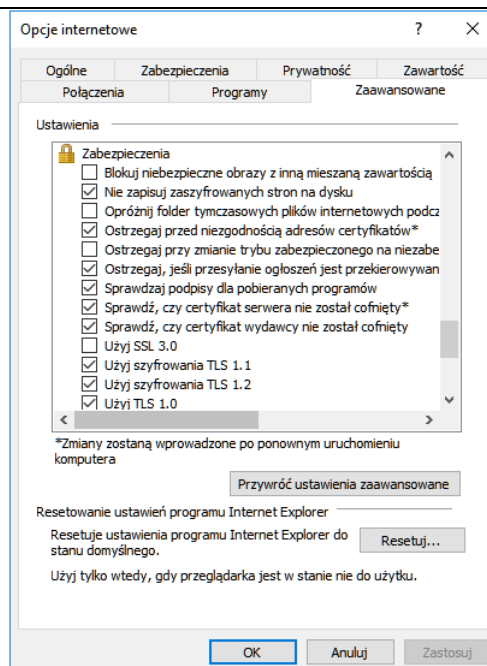 Opcje internetowe
Ogólne Zabezpieczenia Prywatność Zawartość
Połączenia Programy Zaawansowane
Ustawienia
Zabezpieczenia
Blokuj niebezpieczne obrazy z inną mieszaną zawartością
Nie zapisuj zaszyfrowanych stron na dysku
Opróżnij folder tymczasowych plików internetowych podcz
Ostrzegaj przed niezgodnością adresów certyfikatów*
Ostrzegaj przy zmianie trybu zabezpieczonego na niezabe
Ostrzegaj, jeśli przesyłanie ogłoszeń jest przekierowywan
Sprawdzaj podpisy dla pobieranych programów
Sprawdź, czy certyfikat serwera nie został cofnięty*
Sprawdź, czy certyfikat wydawcy nie został cofnięty
Użyj SSL 3.0
Użyj szyfrowania TLS 1.1
Użyj szyfrowania TLS 1.2
Użyj TLS 1.0
*Zmiany zostaną wprowadzone po ponownym uruchomieniu
komputera
Przywróć ustawienia zaawansowane
Resetowanie ustawień programu Internet Explorer
Resetuje ustawienia programu Internet Explorer do
stanu domyślnego.
Resetuj...
Użyj tylko wtedy, gdy przeglądarka jest w stanie nie do użytku.
OK Anuluj Zastosuj